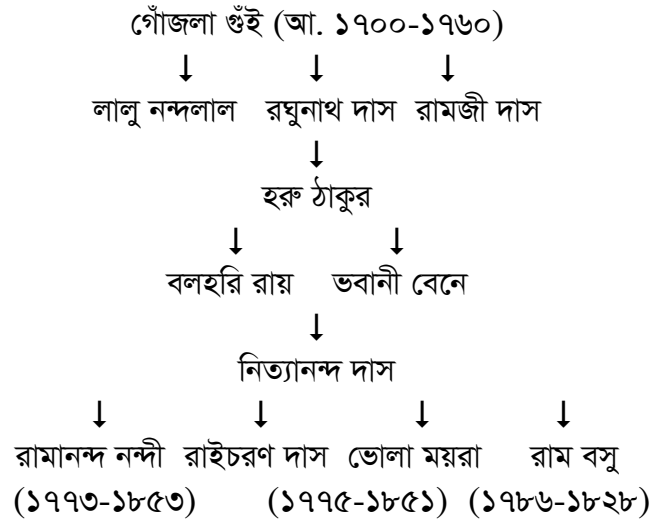 গোঁজলা গুঁই (আ. ১৭০০-১৭৬০)
↓ ↓ ↓
লালু নন্দলাল রঘুনাথ দাস রামজী দাস
↓
হরু ঠাকুর
↓ ↓
বলহরি রায় ভবানী বেনে
↓
নিত্যানন্দ দাস
↓ ↓ ↓ ↓
রামানন্দ নন্দী রাইচরণ দাস ভোলা ময়রা রাম বসু
(১৭৭৩-১৮৫৩) (১৭৭৫-১৮৫১) (১৭৮৬-১৮২৮)